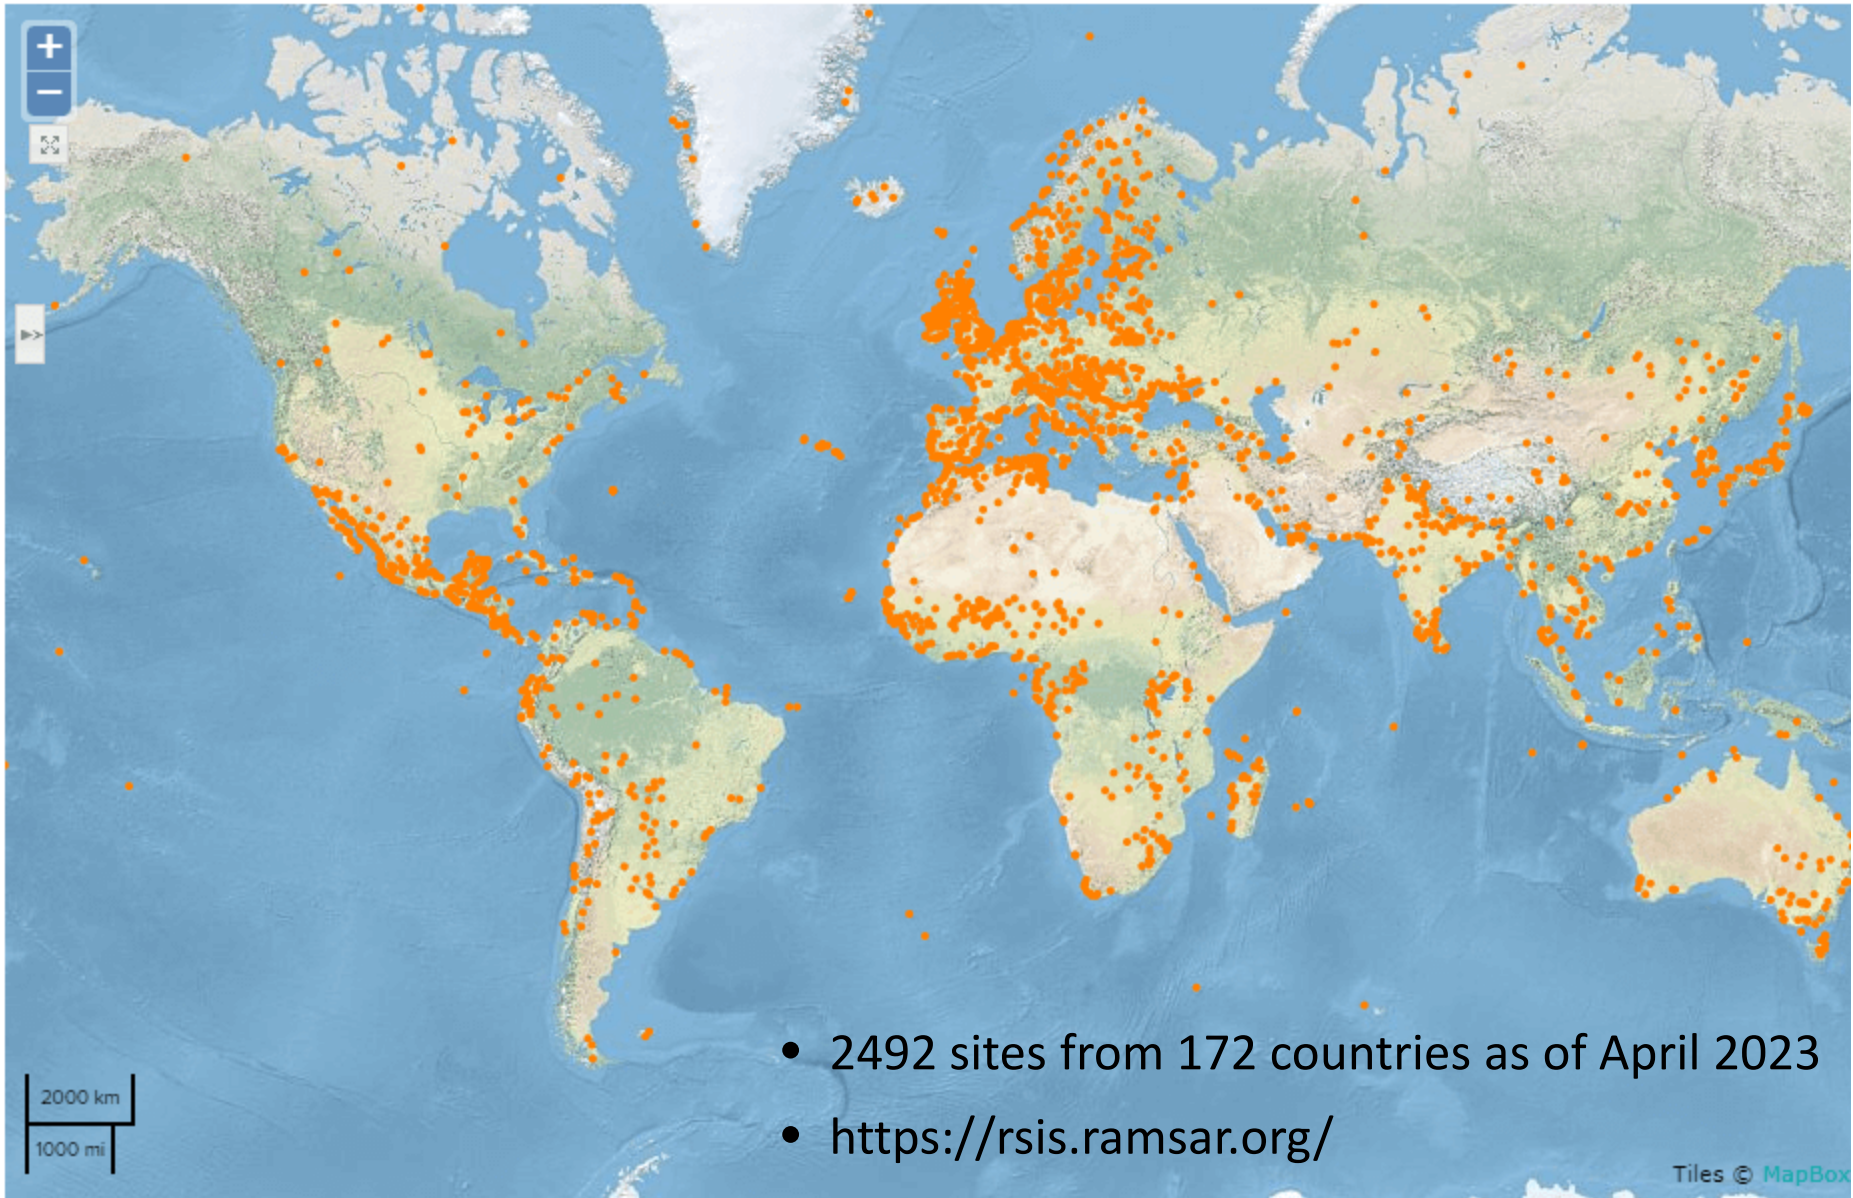 +
−
2000 km
1000 mi
• 2492 sites from 172 countries as of April 2023
• https://rsis.ramsar.org/
Tiles © MapBox